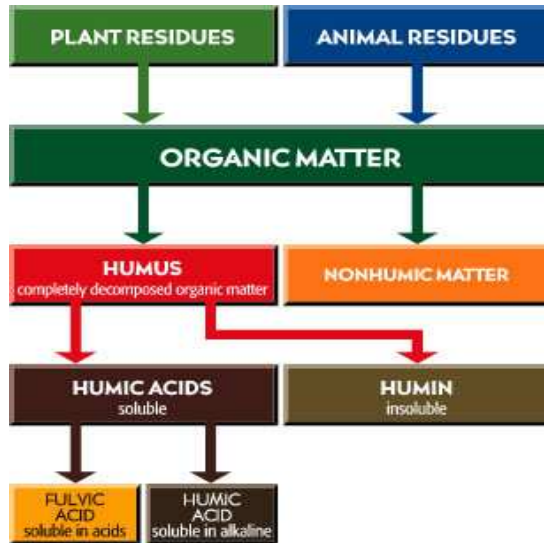 PLANT RESIDUES
ANIMAL RESIDUES
ORGANIC MATTER
HUMUS
completely decomposed organic matter
NONHUMIC MATTER
HUMIC ACIDS
soluble
HUMIN
insoluble
FULVIC
ACID
soluble in acids
HUMIC
ACID
soluble in alkaline